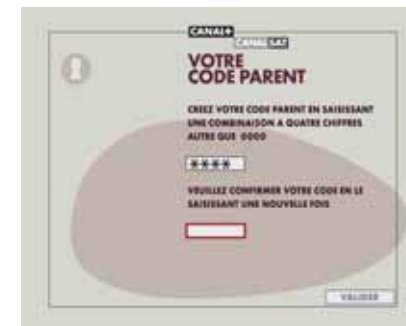 CANAL+
CANALSAT
VOTRE
CODE PARENT
CREEZ VOTRE CODE PARENT EN SAISISSANT
UNE COMBINAISON A QUATRE CHIFFRES
AUTRE QUE 0000
****
VEUILLEZ CONFIRMER VOTRE CODE EN LE
SAISISSANT UNE NOUVELLE FOIS
VALIDER